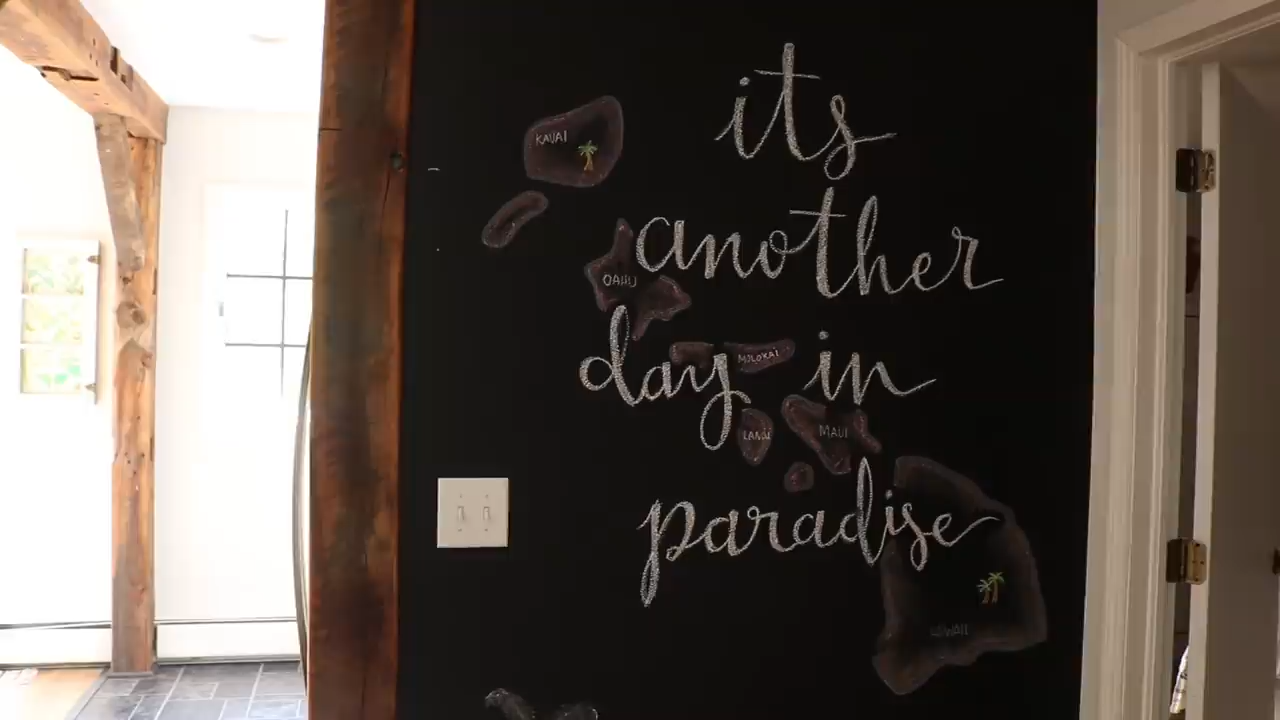 its
KAUAI
another
OAHU
day in
MOLOKAI
LANAI
MAUI
paradise
HAWAII